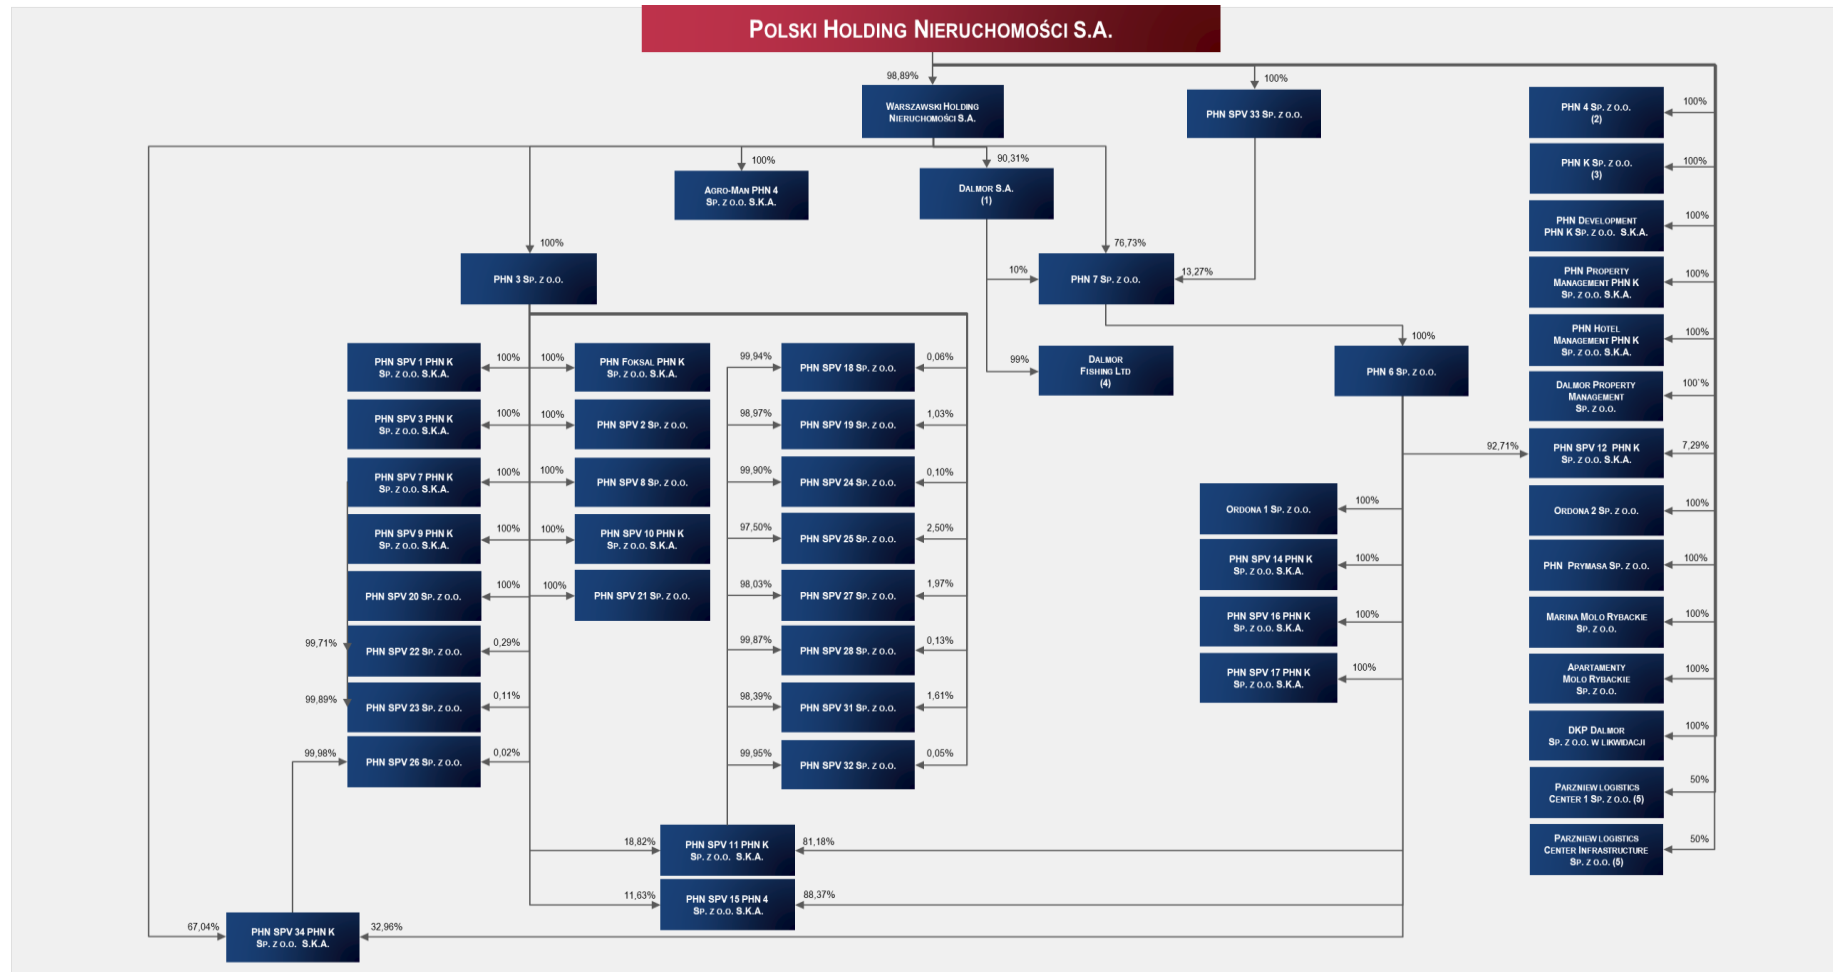 POLSKI HOLDING NIERUCHOMOŚCI S.A.
98,89%
100%
WARSZAWSKI HOLDING
NIERUCHOMOŚCI S.A.
PHN SPV 33 SP. Z O.O.
100%
AGRO-MAN PHN 4
SP. Z O.O. S.K.A.
90,31%
DALMOR S.A.
(1)
100%
PHN 3 SP. Z O.O.
76,73%
10%
PHN 7 SP. Z O.O.
13,27%
99%
DALMOR
FISHING LTD
(4)
100%
PHN 6 SP. Z O.O.
PHN SPV 1 PHN K
SP. Z O.O. S.K.A.
100%
100%
PHN FOKSAL PHN K
SP. Z O.O. S.K.A.
PHN SPV 3 PHN K
SP. Z O.O. S.K.A.
100%
100%
PHN SPV 2 SP. Z O.O.
PHN SPV 7 PHN K
SP. Z O.O. S.K.A.
100%
100%
PHN SPV 8 SP. Z O.O.
PHN SPV 9 PHN K
SP. Z O.O. S.K.A.
100%
100%
PHN SPV 10 PHN K
SP. Z O.O. S.K.A.
PHN SPV 20 SP. Z O.O.
100%
100%
PHN SPV 21 SP. Z O.O.
99,71%
PHN SPV 22 SP. Z O.O.
0,29%
99,89%
PHN SPV 23 SP. Z O.O.
0,11%
99,98%
PHN SPV 26 SP. Z O.O.
0,02%
99,94%
PHN SPV 18 SP. Z O.O.
0,06%
98,97%
PHN SPV 19 SP. Z O.O.
1,03%
99,90%
PHN SPV 24 SP. Z O.O.
0,10%
97,50%
PHN SPV 25 SP. Z O.O.
2,50%
98,03%
PHN SPV 27 SP. Z O.O.
1,97%
99,87%
PHN SPV 28 SP. Z O.O.
0,13%
98,39%
PHN SPV 31 SP. Z O.O.
1,61%
99,95%
PHN SPV 32 SP. Z O.O.
0,05%
18,82%
PHN SPV 11 PHN K
SP. Z O.O. S.K.A.
81,18%
11,63%
PHN SPV 15 PHN 4
SP. Z O.O. S.K.A.
88,37%
67,04%
PHN SPV 34 PHN K
SP. Z O.O. S.K.A.
32,96%
ORDONA 1 SP. Z O.O.
100%
PHN SPV 14 PHN K
SP. Z O.O. S.K.A.
100%
PHN SPV 16 PHN K
SP. Z O.O. S.K.A.
100%
PHN SPV 17 PHN K
SP. Z O.O. S.K.A.
100%
PHN 4 SP. Z O.O.
(2)
100%
PHN K SP. Z O.O.
(3)
100%
PHN DEVELOPMENT
PHN K SP. Z O.O. S.K.A.
100%
PHN PROPERTY
MANAGEMENT PHN K
SP. Z O.O. S.K.A.
100%
PHN HOTEL
MANAGEMENT PHN K
SP. Z O.O. S.K.A.
100%
DALMOR PROPERTY
MANAGEMENT
SP. Z O.O.
100`%
92,71%
PHN SPV 12 PHN K
SP. Z O.O. S.K.A.
7,29%
ORDONA 2 SP. Z O.O.
100%
PHN PRYMASA SP. Z O.O.
100%
MARINA MOLO RYBACKIE
SP. Z O.O.
100%
APARTAMENTY
MOLO RYBACKIE
SP. Z O.O.
100%
DKP DALMOR
SP. Z O.O. W LIKWIDACJI
100%
PARZNIEW LOGISTICS
CENTER 1 SP. Z O.O. (5)
50%
PARZNIEW LOGISTICS
CENTER INFRASTRUCTURE
SP. Z O.O. (5)
50%